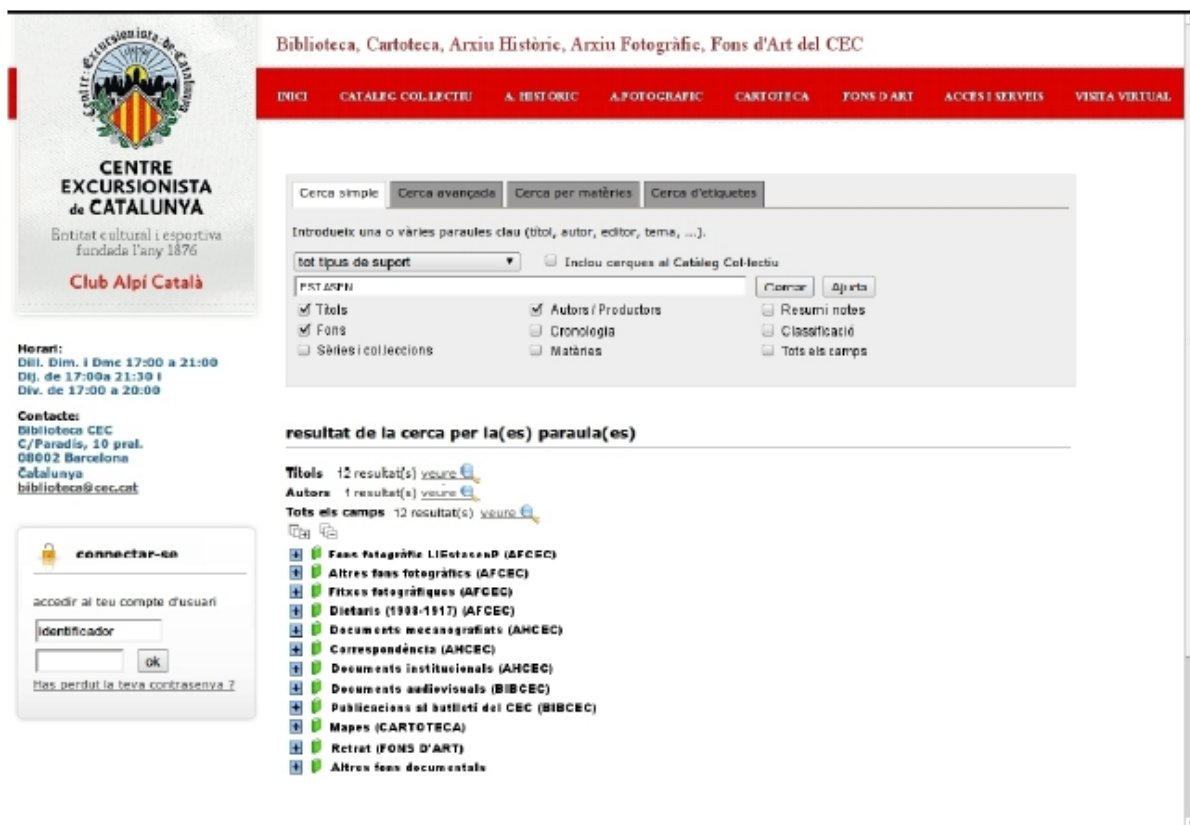 Centre Excursionista de Catalunya
CENTRE
EXCURSIONISTA
de CATALUNYA
Entitat cultural i esportiva
fundada l'any 1876
Club Alpí Català
Biblioteca, Cartoteca, Arxiu Històric, Arxiu Fotogràfic, Fons d'Art del CEC
INICI CATÀLEG COL·LECTIU A. HISTÒRIC A.FOTOGRÀFIC CARTOTECA FONS D'ART ACCÉS I SERVEIS VISITA VIRTUAL
Cerca simple Cerca avançada Cerca per matèries Cerca d'etiquetes
Introdueix una o vàries paraules clau (títol, autor, editor, tema, ...).
tot tipus de suport Inclou cerques al Catàleg Col·lectiu
ESTASEN Cercar Ajuda
Títols Autors / Productors Resum i notes
Fons Cronologia Classificació
Sèries i col·leccions Matèries Tots els camps
Horari:
Dill. Dim. i Dmc 17:00 a 21:00
Dij. de 17:00a 21:30 i
Div. de 17:00 a 20:00
Contacte:
Biblioteca CEC
C/Paradís, 10 pral.
08002 Barcelona
Catalunya
biblioteca@cec.cat
connectar-se
accedir al teu compte d'usuari
identificador
ok
Has perdut la teva contrasenya ?
resultat de la cerca per la(es) paraula(es)
Títols 12 resultat(s) veure
Autors 1 resultat(s) veure
Tots els camps 12 resultat(s) veure
Fons fotogràfic LlEstasenP (AFCEC)
Altres fons fotogràfics (AFCEC)
Fitxes fotogràfiques (AFCEC)
Dietaris (1908-1917) (AFCEC)
Documents mecanografiats (AHCEC)
Correspondència (AHCEC)
Documents institucionals (AHCEC)
Documents audiovisuals (BIBCEC)
Publicacions al butlletí del CEC (BIBCEC)
Mapes (CARTOTECA)
Retrat (FONS D'ART)
Altres fons documentals